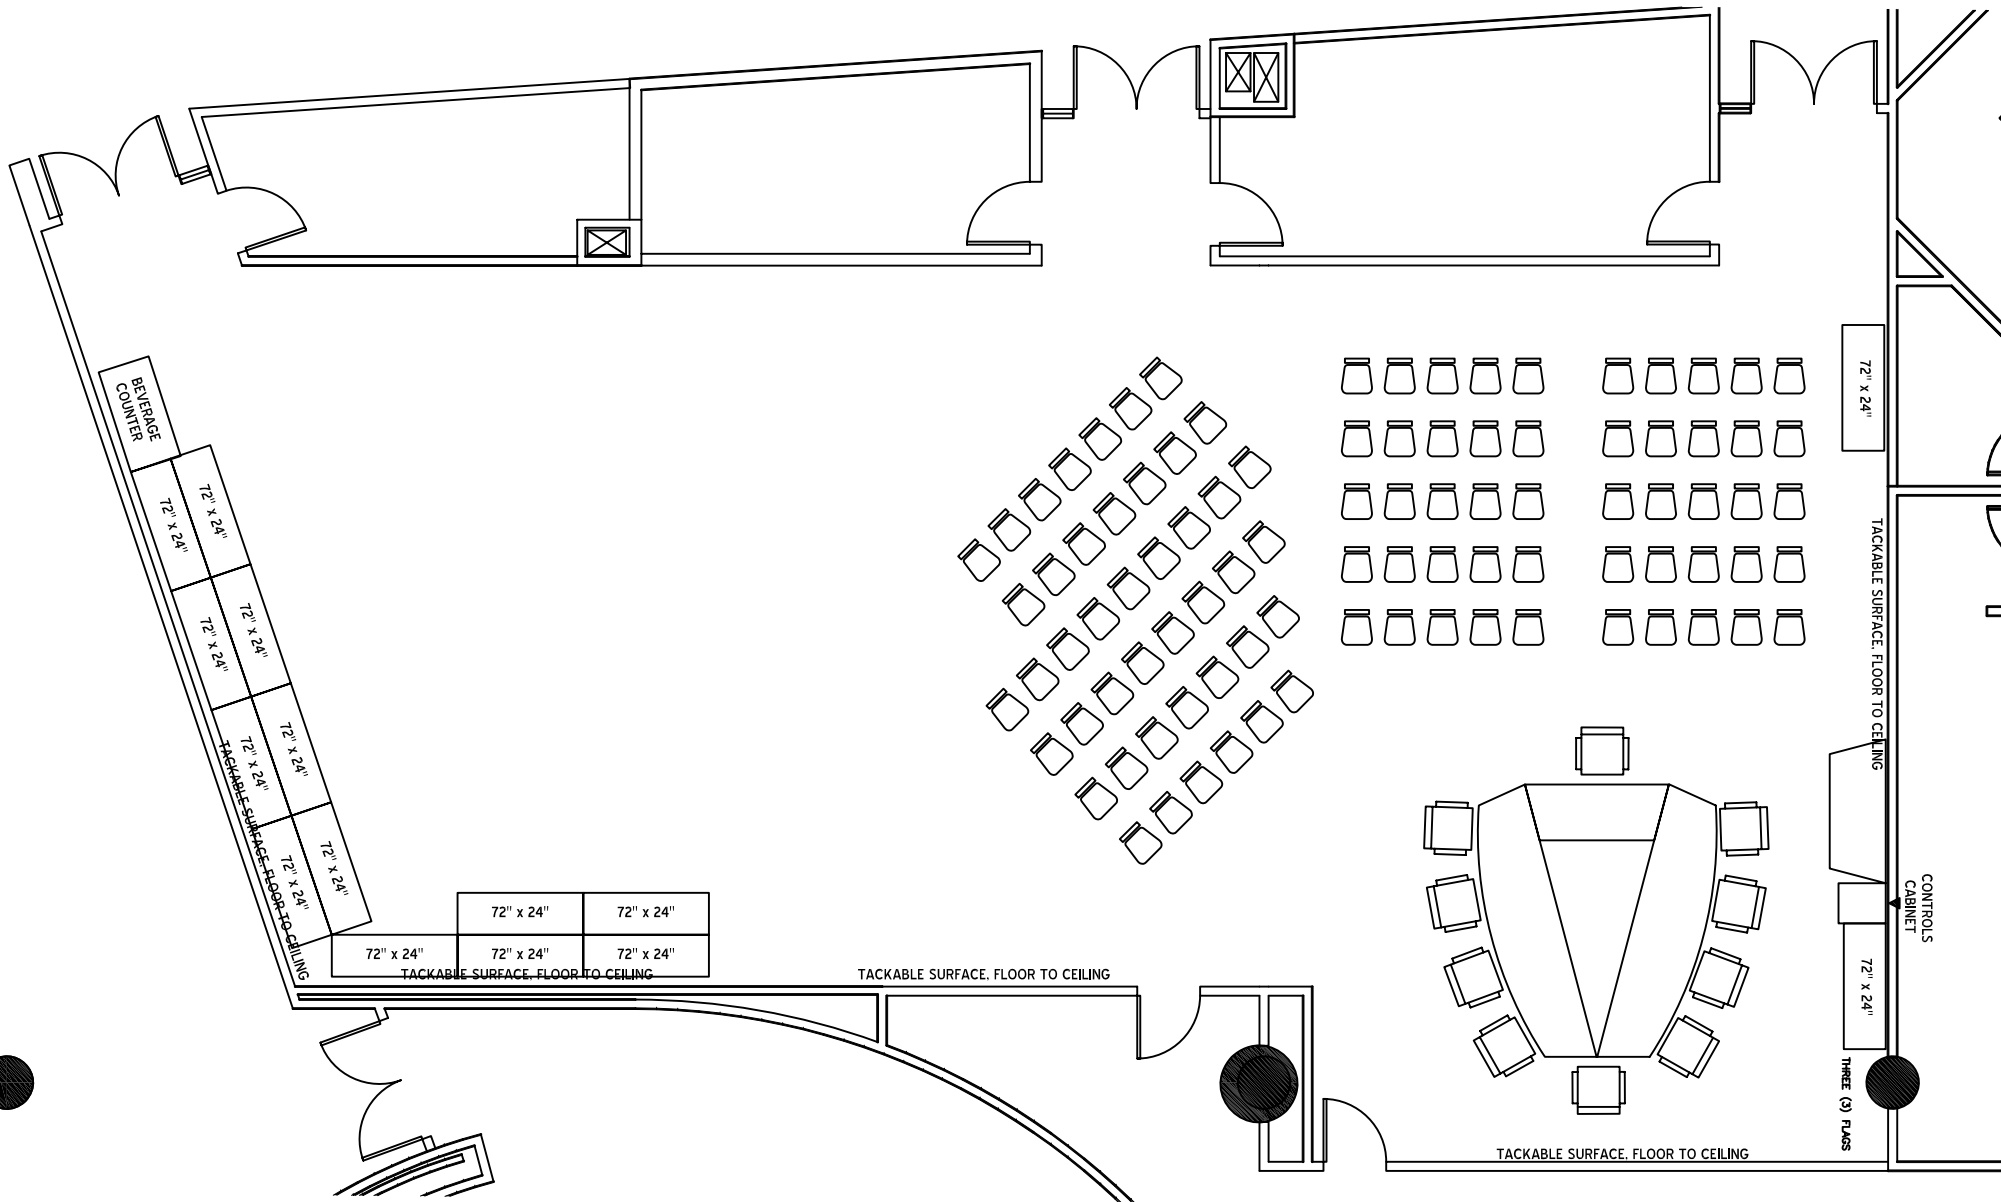 BEVERAGE
COUNTER
72" x 24"
72" x 24"
72" x 24"
72" x 24"
72" x 24"
72" x 24"
72" x 24"
72" x 24"
TACKABLE SURFACE, FLOOR TO CEILING
72" x 24"
72" x 24"
72" x 24"
72" x 24"
72" x 24"
TACKABLE SURFACE, FLOOR TO CEILING
TACKABLE SURFACE, FLOOR TO CEILING
72" x 24"
TACKABLE SURFACE, FLOOR TO CEILING
CONTROLS
CABINET
72" x 24"
THREE (3) FLAGS
TACKABLE SURFACE, FLOOR TO CEILING